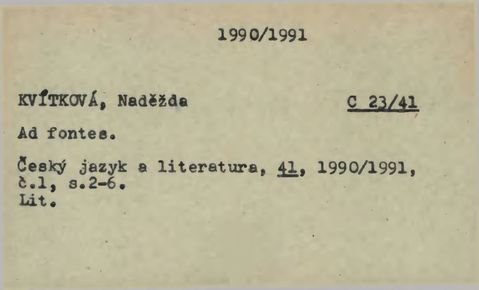 1990/1991
KVÍTKOVÁ, Naděžda C 23/41
Ad fontes.
Český jazyk a literatura, 41, 1990/1991,
č.1, s.2-6.
Lit.